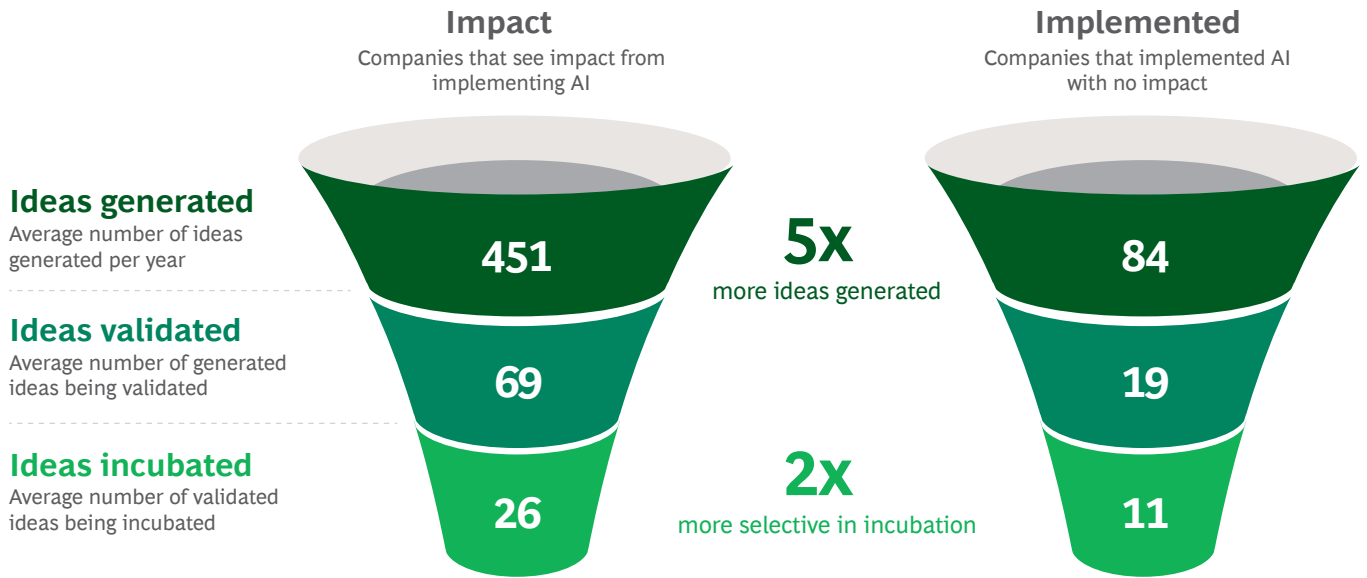 Impact
Companies that see impact from
implementing AI
Implemented
Companies that implemented AI
with no impact
Ideas generated
Average number of ideas
generated per year
451
5x
more ideas generated
84
Ideas validated
Average number of generated
ideas being validated
69
19
Ideas incubated
Average number of validated
ideas being incubated
26
2x
more selective in incubation
11